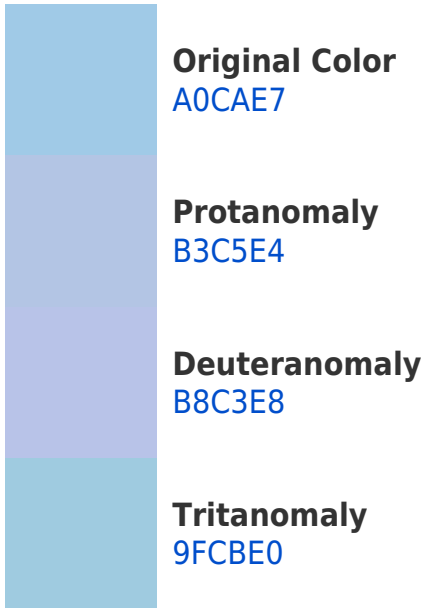 Original Color
A0CAE7
Protanomaly
B3C5E4
Deuteranomaly
B8C3E8
Tritanomaly
9FCBE0